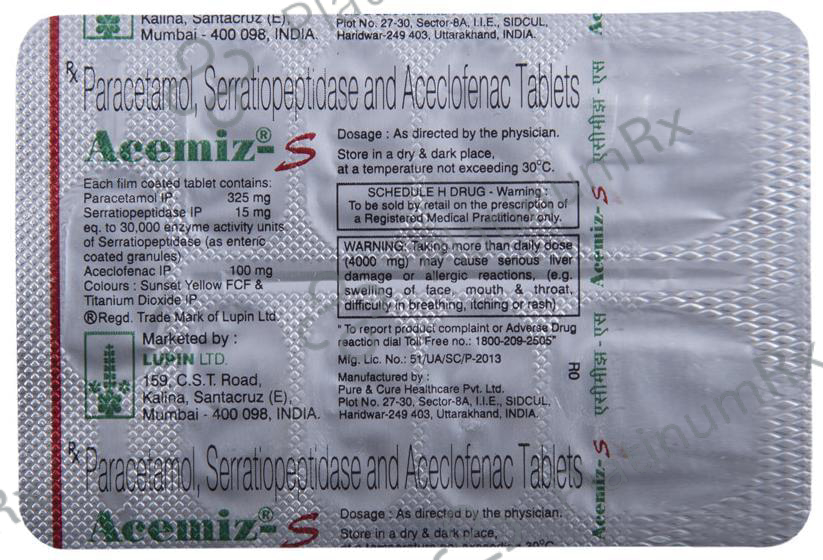 Kalina, Santacruz (E),
Mumbai - 400 098, INDIA.
Plot No. 27-30, Sector-8A, I.I.E., SIDCUL,
Haridwar-249 403, Uttarakhand, INDIA.
Rx Paracetamol, Serratiopeptidase and Aceclofenac Tablets
Acemiz®-S
Each film coated tablet contains:
Paracetamol IP 325 mg
Serratiopeptidase IP 15 mg
eq. to 30,000 enzyme activity units
of Serratiopeptidase (as enteric
coated granules)
Aceclofenac IP 100 mg
Colours : Sunset Yellow FCF &
Titanium Dioxide IP
®Regd. Trade Mark of Lupin Ltd.
Marketed by :
LUPIN LTD.
159, C.S.T. Road,
Kalina, Santacruz (E),
Mumbai - 400 098, INDIA.
Dosage : As directed by the physician.
Store in a dry & dark place,
at a temperature not exceeding 30°C.
SCHEDULE H DRUG - Warning :
To be sold by retail on the prescription of
a Registered Medical Practitioner only.
WARNING: Taking more than daily dose
(4000 mg) may cause serious liver
damage or allergic reactions, (e.g.
swelling of face, mouth & throat,
difficulty in breathing, itching or rash)
" To report product complaint or Adverse Drug
reaction dial Toll Free no.: 1800-209-2505"
Mfg. Lic. No.: 51/UA/SC/P-2013
Manufactured by :
Pure & Cure Healthcare Pvt. Ltd.
Plot No. 27-30, Sector-8A, I.I.E., SIDCUL,
Haridwar-249 403, Uttarakhand, INDIA.
R0
Acemiz-S एसीमीझ - एस
Acemiz-S एसीमीझ - एस
Rx Paracetamol, Serratiopeptidase and Aceclofenac Tablets
Acemiz®-S
Dosage : As directed by the physician.
Store in a dry & dark place,